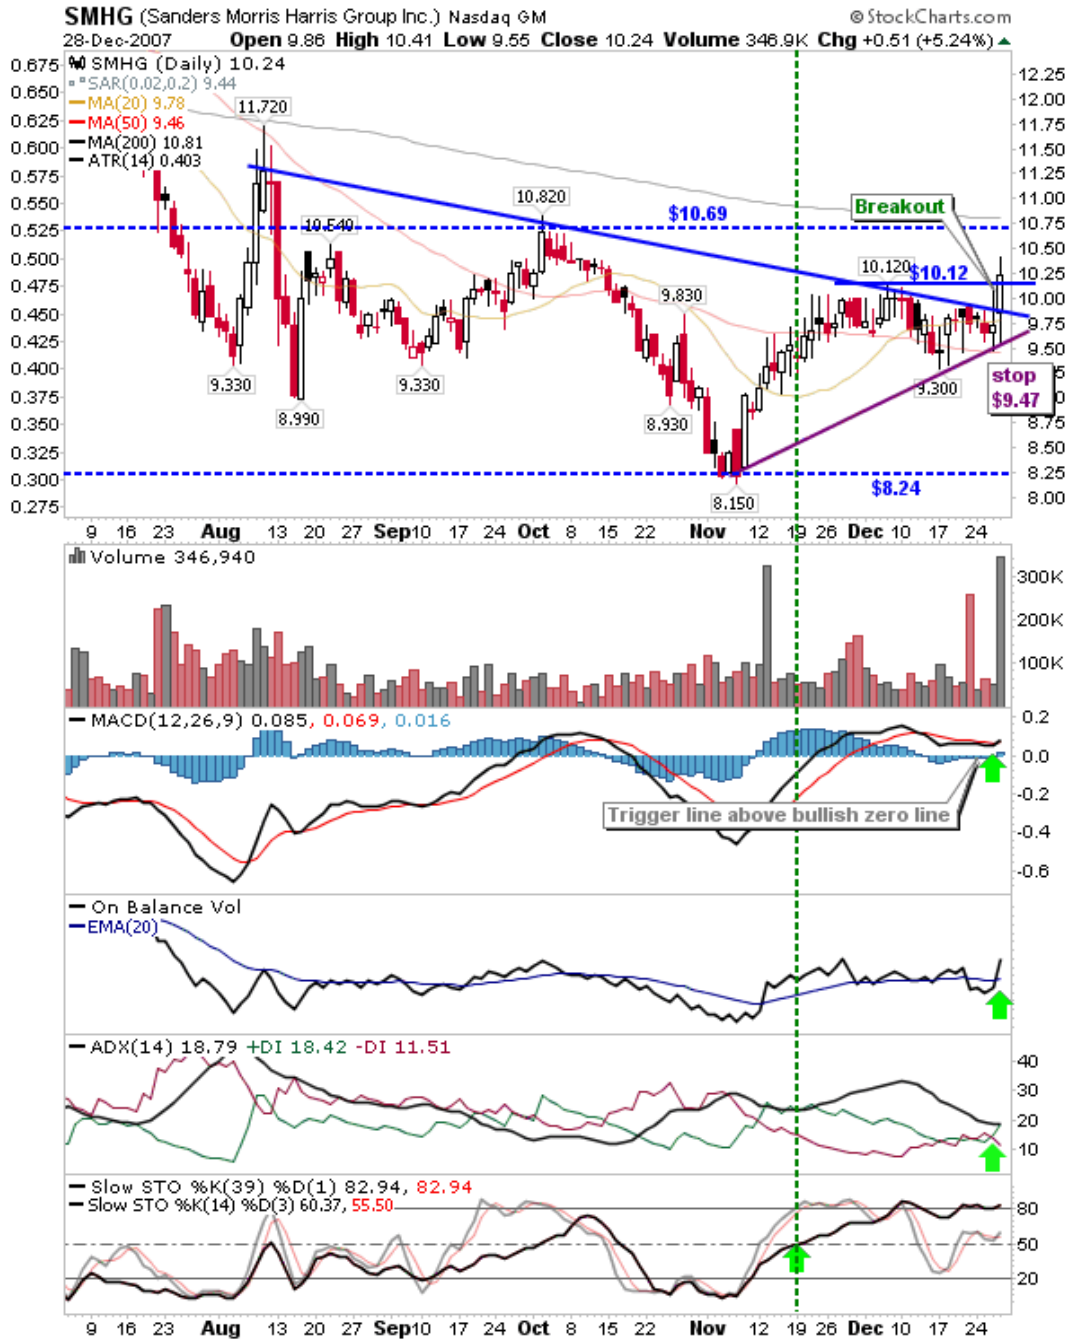 SMHG (Sanders Morris Harris Group Inc.) Nasdaq GM © StockCharts.com
28-Dec-2007 Open 9.86 High 10.41 Low 9.55 Close 10.24 Volume 346.9K Chg +0.51 (+5.24%)
SMHG (Daily) 10.24
SAR(0.02,0.2) 9.44
MA(20) 9.78
MA(50) 9.46
MA(200) 10.81
ATR(14) 0.403
0.675
0.650
0.625
0.600
0.575
0.550
0.525
0.500
0.475
0.450
0.425
0.400
0.375
0.350
0.325
0.300
0.275
12.25
12.00
11.75
11.50
11.25
11.00
10.75
10.50
10.25
10.00
9.75
9.50
8.75
8.50
8.25
8.00
11.720
10.820
$10.69
Breakout
10.540
10.120
$10.12
9.830
9.330
8.990
9.330
8.930
9.300
stop
$9.47
8.150
$8.24
9 16 23 Aug 13 20 27 Sep 10 17 24 Oct 8 15 22 Nov 12 19 26 Dec 10 17 24
Volume 346,940
300K
200K
100K
MACD(12,26,9) 0.085, 0.069, 0.016
0.2
0.0
-0.2
-0.4
-0.6
Trigger line above bullish zero line
On Balance Vol
EMA(20)
ADX(14) 18.79 +DI 18.42 -DI 11.51
40
30
20
10
Slow STO %K(39) %D(1) 82.94, 82.94
Slow STO %K(14) %D(3) 60.37, 55.50
80
50
20
9 16 23 Aug 13 20 27 Sep 10 17 24 Oct 8 15 22 Nov 12 19 26 Dec 10 17 24